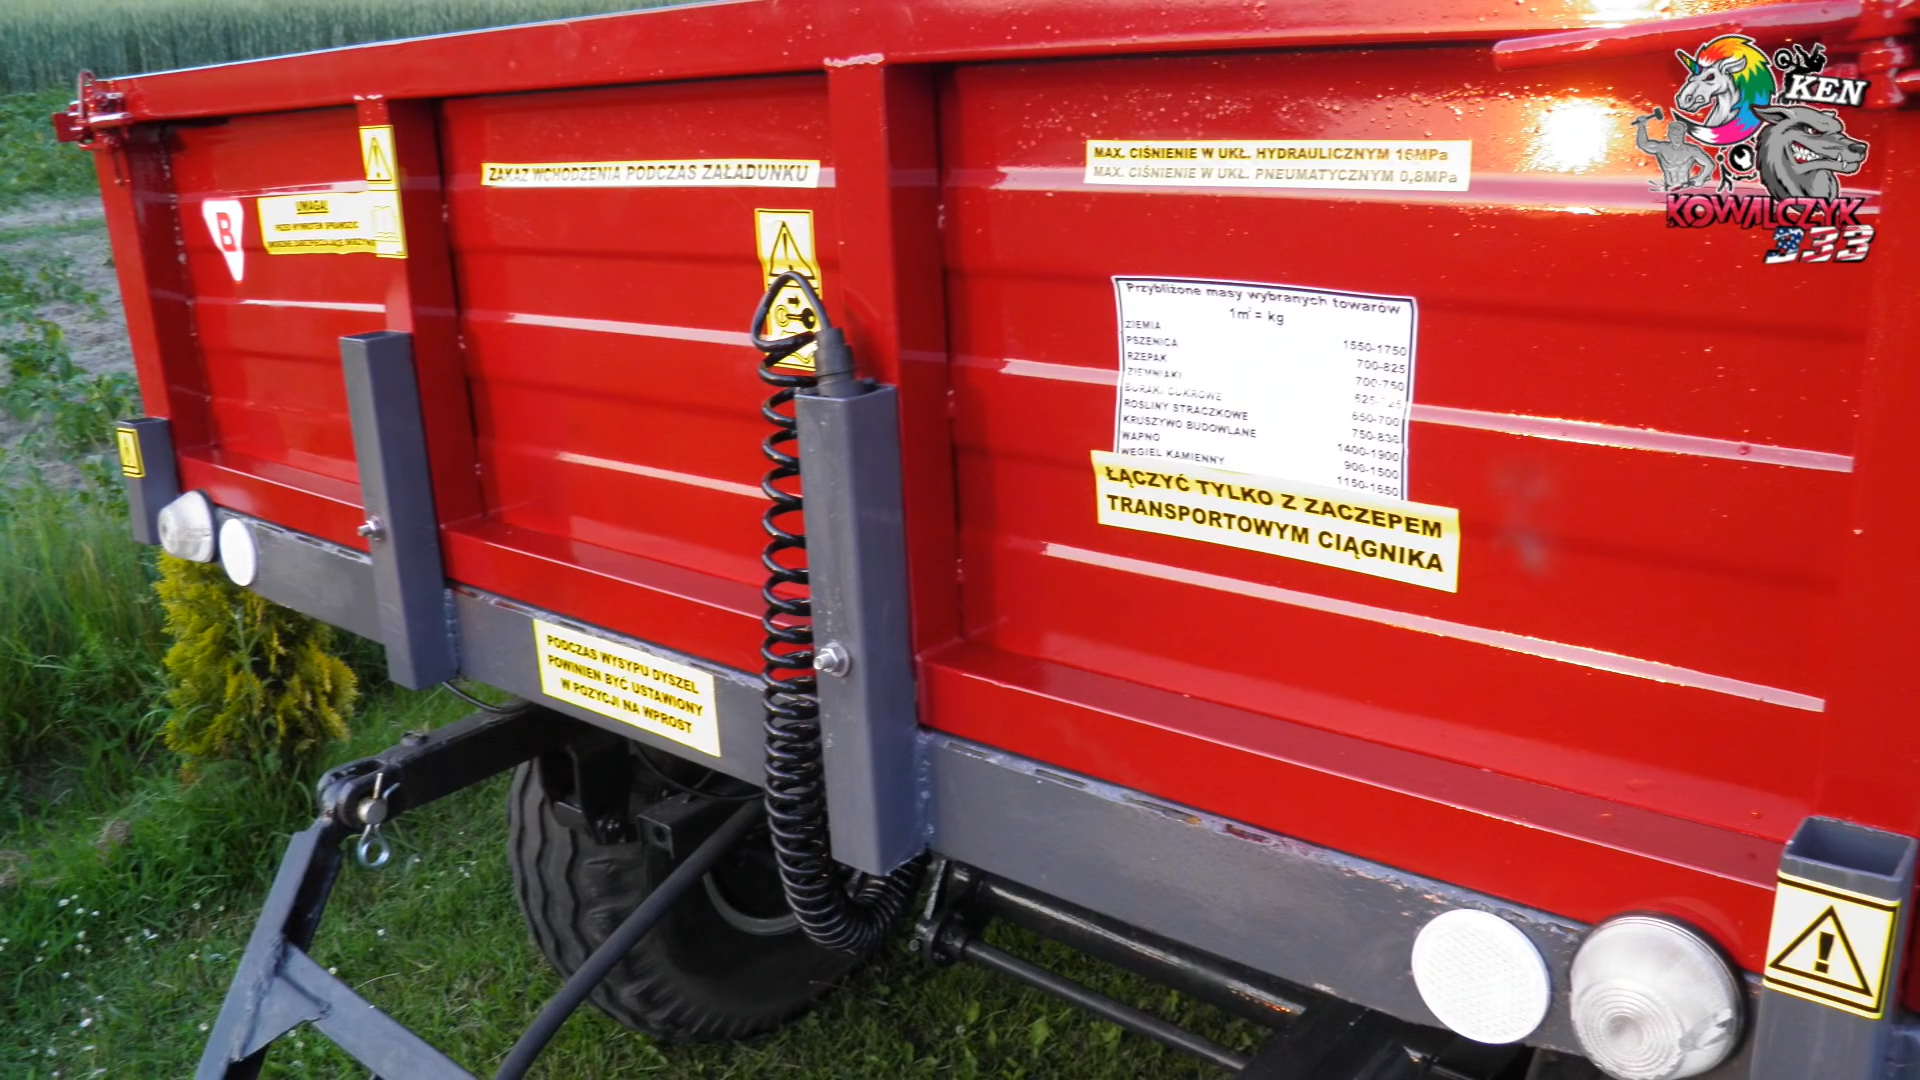 KEN
KOWALCZYK
333
B
UWAGA!
ZAKAZ WCHODZENIA PODCZAS ZAŁADUNKU
MAX. CIŚNIENIE W UKŁ. HYDRAULICZNYM 16MPa
MAX. CIŚNIENIE W UKŁ. PNEUMATYCZNYM 0,8MPa
Przybliżone masy wybranych towarów
1m³ = kg
ZIEMIA 1550-1750
PSZENICA 700-825
RZEPAK 700-750
ZIEMNIAKI
BURAKI CUKROWE 650-700
ROSLINY STRACZKOWE 750-830
KRUSZYWO BUDOWLANE 1400-1900
WAPNO 900-1500
WEGIEL KAMIENNY 1150-1650
ŁĄCZYĆ TYLKO Z ZACZEPEM
TRANSPORTOWYM CIĄGNIKA
PODCZAS WYSYPU DYSZEL
POWINIEN BYĆ USTAWIONY
W POZYCJI NA WPROST